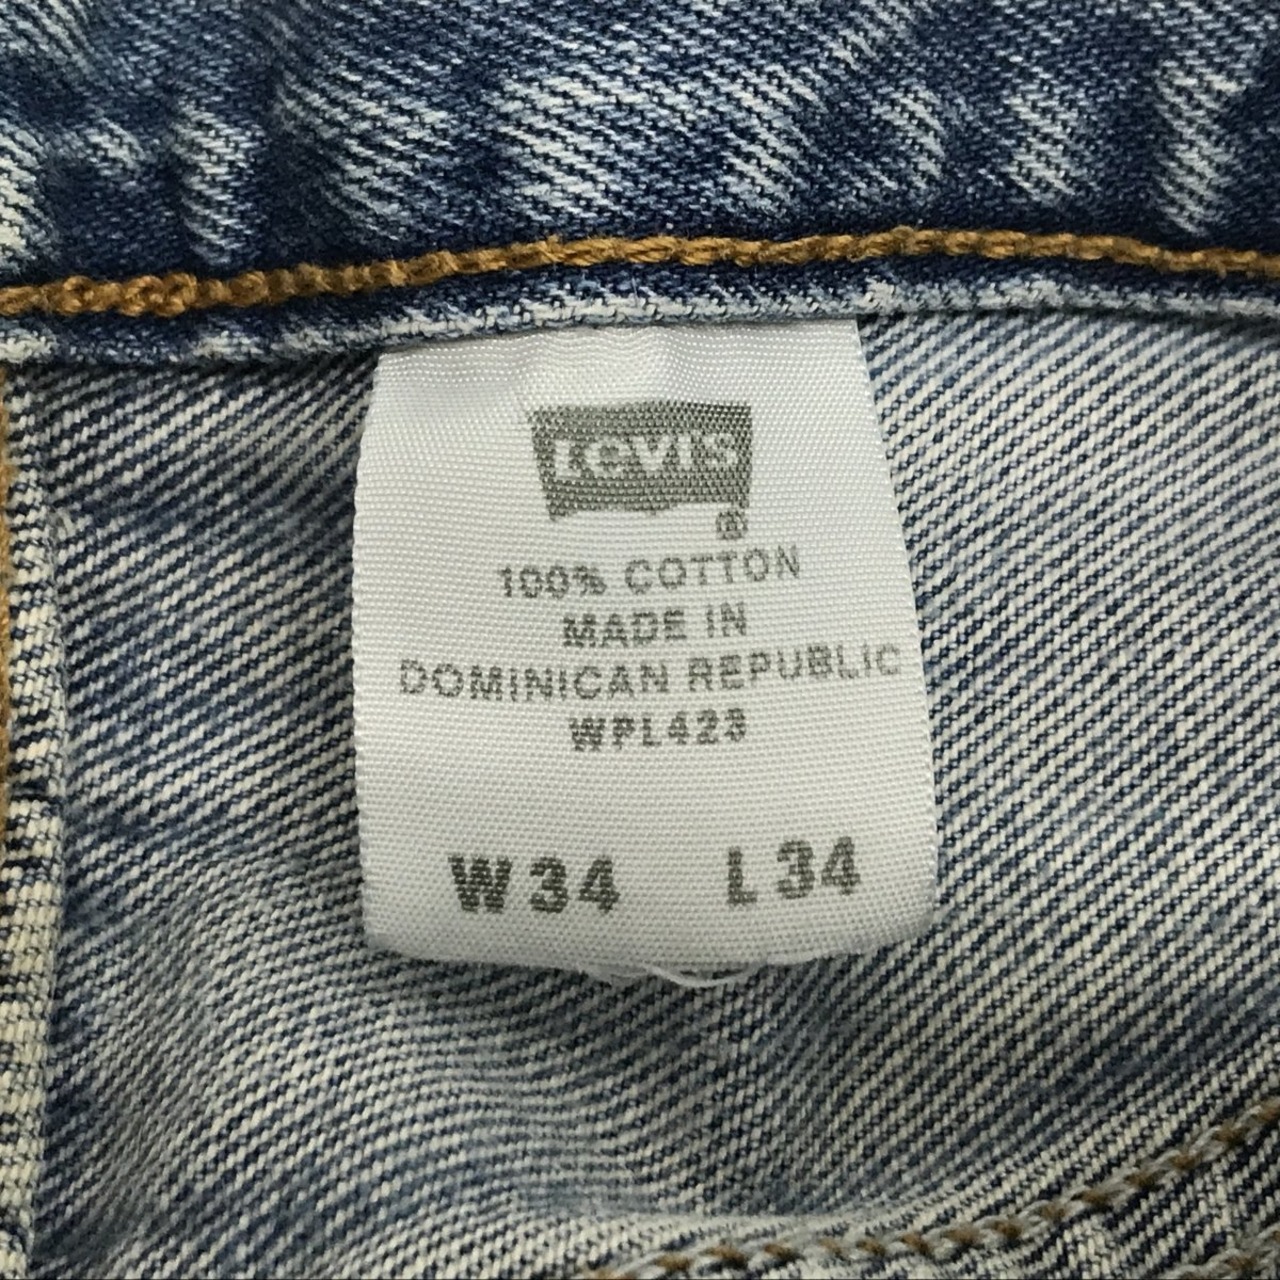 Levi's
®
100% COTTON
MADE IN
DOMINICAN REPUBLIC
WPL423
W34 L34